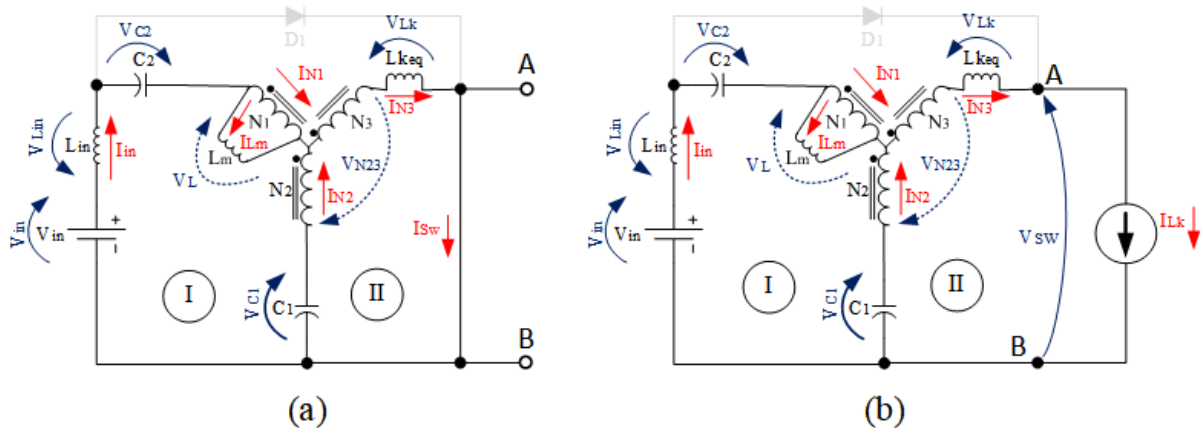 VC2
D1
VLk
C2
Lkeq
A
IN1
IN3
N1
N3
ILm
Lm
VLin
Lin
Iin
VL
VN23
N2
IN2
Vin
Vin
+
-
ISw
I
II
VC1
C1
B
(a)
VC2
D1
VLk
C2
Lkeq
A
IN1
IN3
N1
N3
ILm
Lm
VLin
Lin
Iin
VL
VN23
N2
IN2
Vin
Vin
+
-
VSW
ILk
I
II
VC1
C1
B
(b)